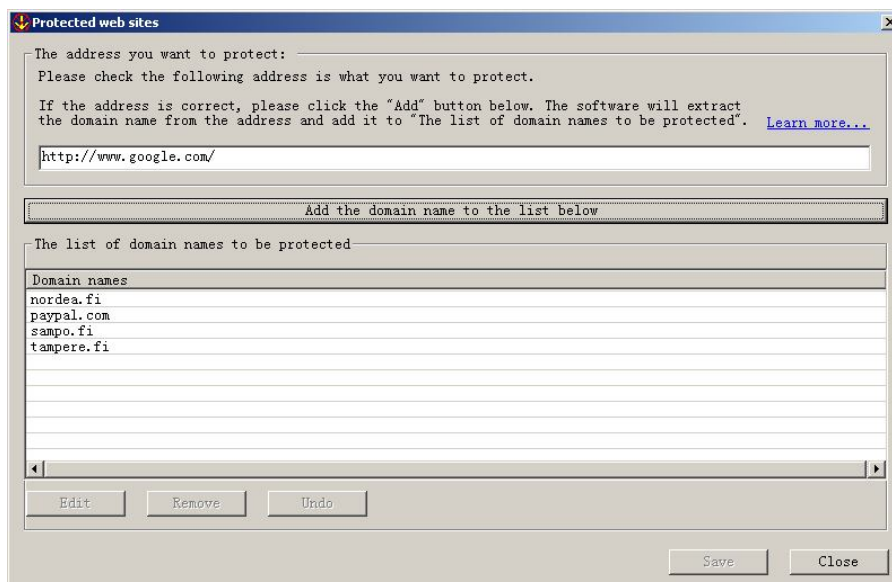 Protected web sites
The address you want to protect:
Please check the following address is what you want to protect.
If the address is correct, please click the "Add" button below. The software will extract
the domain name from the address and add it to "The list of domain names to be protected". Learn more...
http://www.google.com/
Add the domain name to the list below
The list of domain names to be protected
Domain names
nordea.fi
paypal.com
sampo.fi
tampere.fi
Edit Remove Undo
Save Close